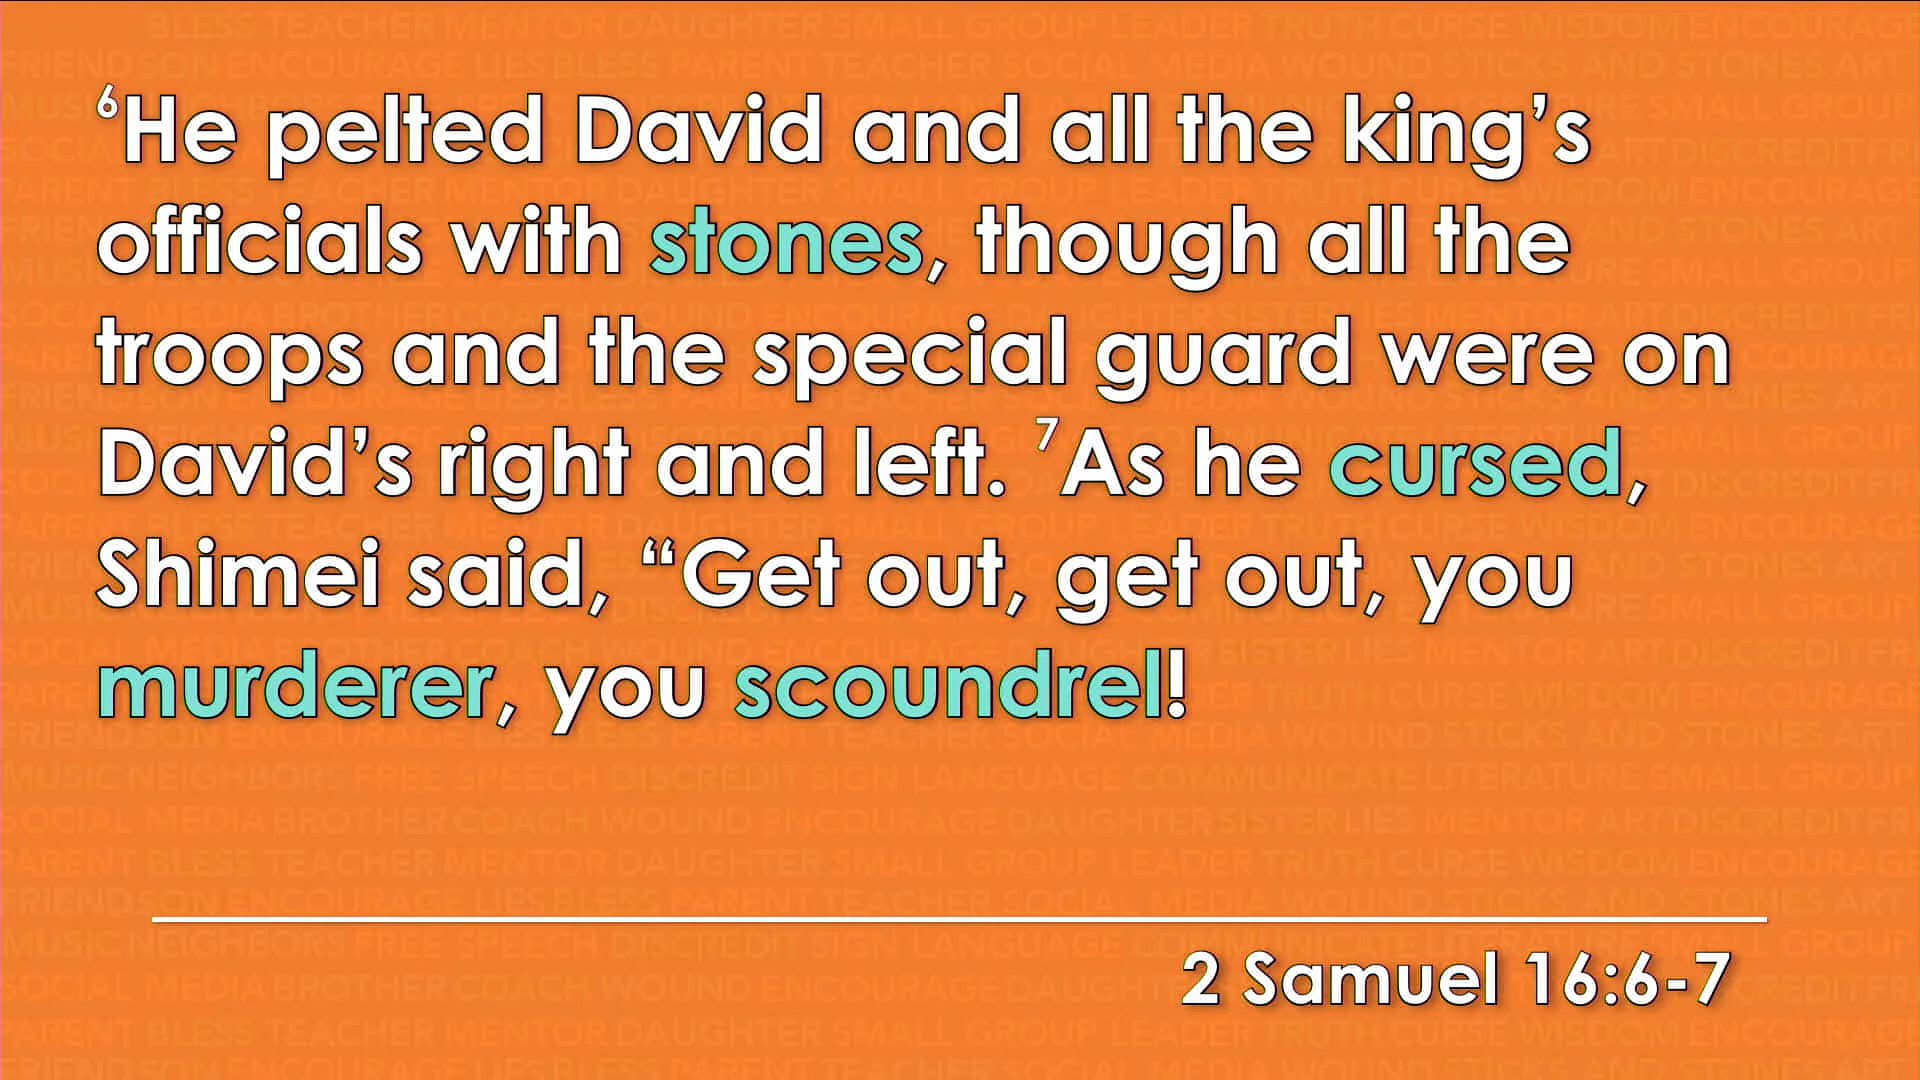 ⁶He pelted David and all the king’s
officials with stones, though all the
troops and the special guard were on
David’s right and left. ⁷As he cursed,
Shimei said, “Get out, get out, you
murderer, you scoundrel!
2 Samuel 16:6-7